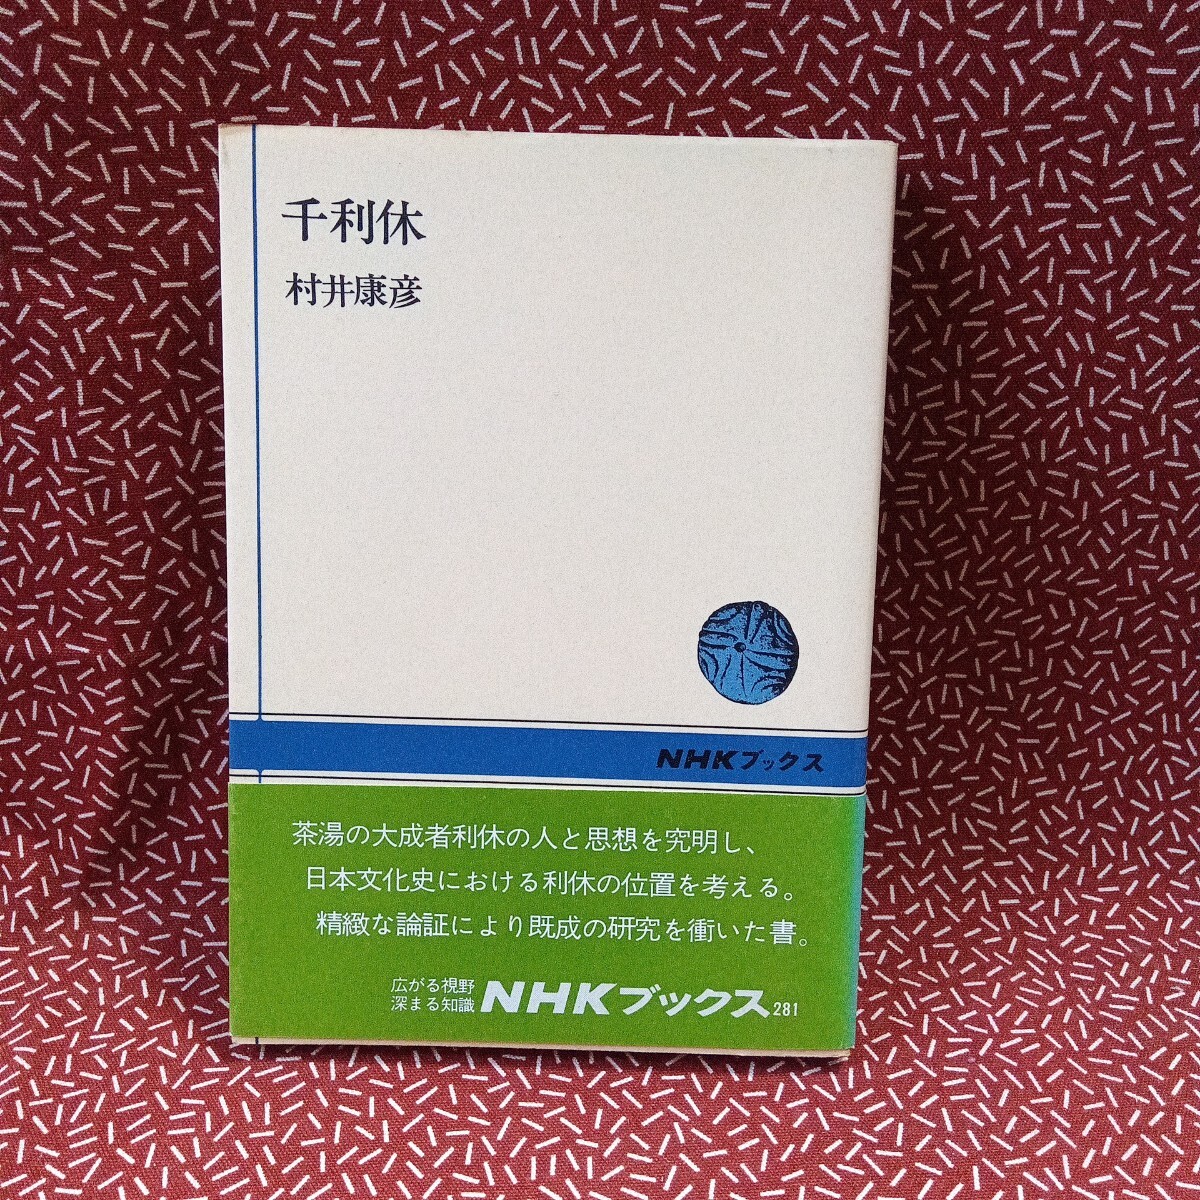 千利休
村井康彦
NHKブックス
茶湯の大成者利休の人と思想を究明し、
日本文化史における利休の位置を考える。
精緻な論証により既成の研究を衝いた書。
広がる視野
深まる知識
NHKブックス281